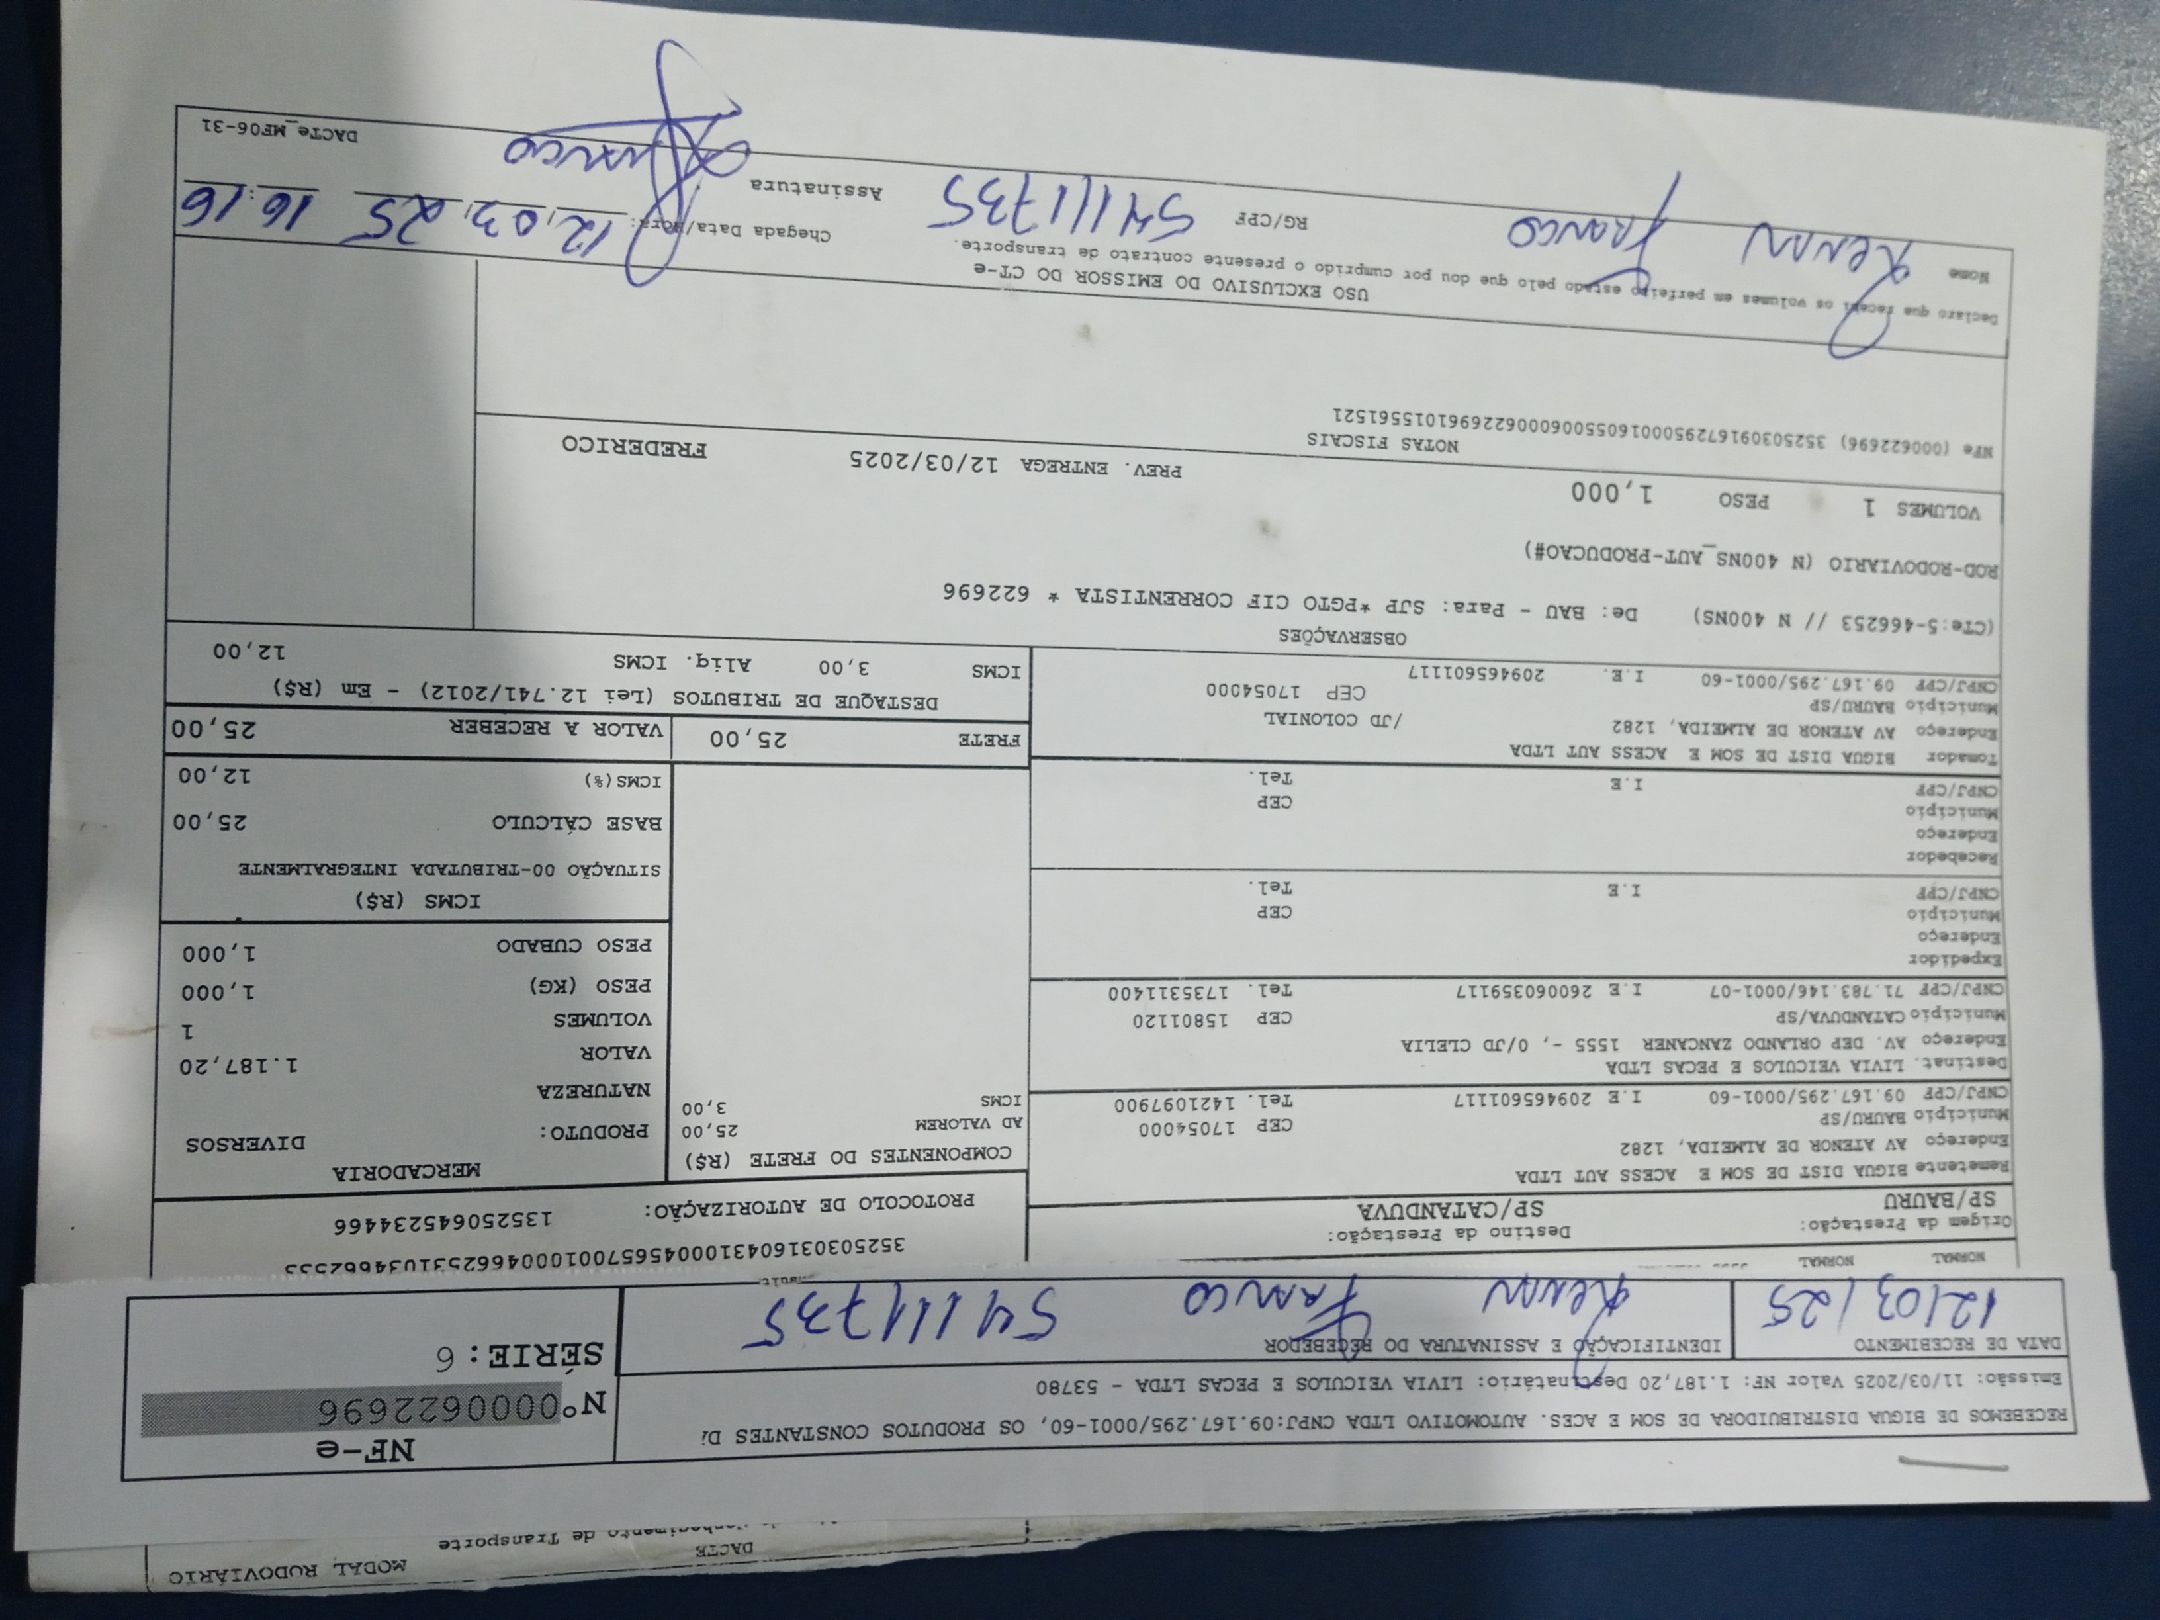 DACTE
MODAL RODOVIÁRIO
de Transporte
RECEBEMOS DE BIGUA DISTRIBUIDORA DE SOM E ACES. AUTOMOTIVO LTDA CNPJ:09.167.295/0001-60, OS PRODUTOS CONSTANTES
Emissão: 11/03/2025 Valor NF: 1.187,20 Destinatário: LIVIA VEICULOS E PECAS LTDA - 53780
NF-e
Nº000622696
SÉRIE: 6
DATA DE RECEBIMENTO
12/03/25
IDENTIFICAÇÃO E ASSINATURA DO RECEBEDOR
Renan Franco 54111735
NORMAL NORMAL
Origem da Prestação:
SP/BAURU
Destino da Prestação:
SP/CATANDUVA
PROTOCOLO DE AUTORIZAÇÃO: 135250645234466
Remetente BIGUA DIST DE SOM E ACESS AUT LTDA
Endereço AV ATENOR DE ALMEIDA, 1282
Município BAURU/SP CEP 17054000
CNPJ/CPF 09.167.295/0001-60 I.E 209465601117 Tel. 1421097900
Destinat. LIVIA VEICULOS E PECAS LTDA
Endereço AV. DEP ORLANDO ZANCANER 1555 -, 0/JD CLELIA
Município CATANDUVA/SP CEP 15801120
CNPJ/CPF 71.783.146/0001-07 I.E 260060359117 Tel. 1735311400
Expedidor
Endereço
Município CEP
CNPJ/CPF I.E Tel.
Recebedor
Endereço
Município CEP
CNPJ/CPF I.E Tel.
Tomador BIGUA DIST DE SOM E ACESS AUT LTDA
Endereço AV ATENOR DE ALMEIDA, 1282 /JD COLONIAL
Município BAURU/SP CEP 17054000
CNPJ/CPF 09.167.295/0001-60 I.E. 209465601117
COMPONENTES DO FRETE (R$)
AD VALOREM 25,00
ICMS 3,00
FRETE 25,00
MERCADORIA
PRODUTO: DIVERSOS
NATUREZA
VALOR 1.187,20
VOLUMES 1
PESO (KG) 1,000
PESO CUBADO 1,000
ICMS (R$)
SITUAÇÃO 00-TRIBUTADA INTEGRALMENTE
BASE CÁLCULO 25,00
ICMS(%) 12,00
VALOR A RECEBER 25,00
DESTAQUE DE TRIBUTOS (Lei 12.741/2012) - Em (R$)
ICMS 3,00 Aliq. ICMS 12,00
OBSERVAÇÕES
(CTe:5-466253 // N 400NS) De: BAU - Para: SJP *PGTO CIF CORRENTISTA * 622696
ROD-RODOVIARIO (N 400NS_AUT-PRODUCAO#)
VOLUMES 1 PESO 1,000
PREV. ENTREGA 12/03/2025 FREDERICO
NOTAS FISCAIS
NFe (000622696) 35250309167295000160550060006226961015561521
USO EXCLUSIVO DO EMISSOR DO CT-e
Declaro que recebi os volumes em perfeito estado pelo que dou por cumprido o presente contrato de transporte.
Chegada Data/Hora: 12/03/25 16:16
Nome Renan Franco
RG/CPF 54111735
Assinatura Franco
DACTe_MF06-31